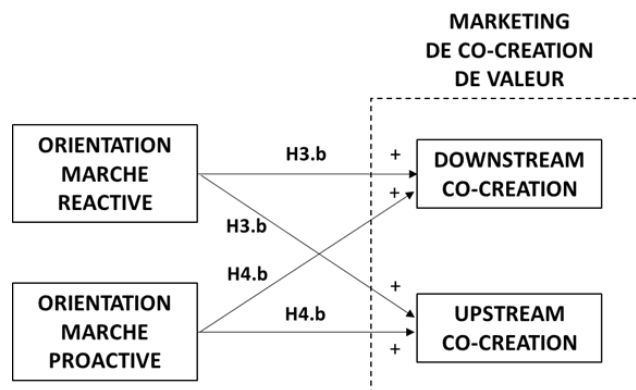 MARKETING
DE CO-CREATION
DE VALEUR
ORIENTATION
MARCHE
REACTIVE
H3.b
+
DOWNSTREAM
CO-CREATION
+
H3.b
H4.b
ORIENTATION
MARCHE
PROACTIVE
H4.b
+
+
UPSTREAM
CO-CREATION